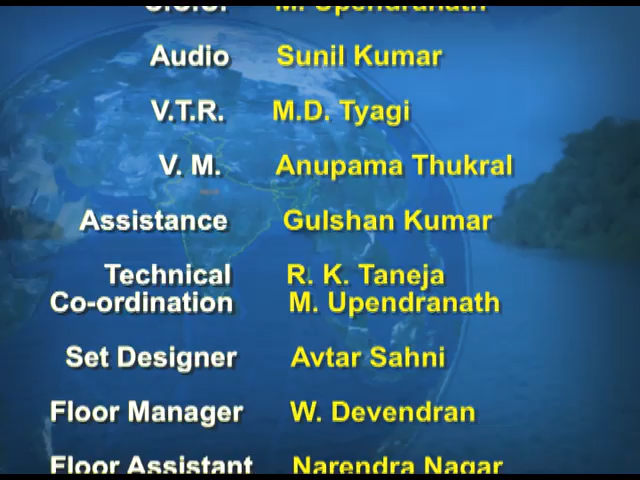 M. Upendranath
Audio Sunil Kumar
V.T.R. M.D. Tyagi
V. M. Anupama Thukral
Assistance Gulshan Kumar
Technical R. K. Taneja
Co-ordination M. Upendranath
Set Designer Avtar Sahni
Floor Manager W. Devendran
Floor Assistant Narendra Nagar